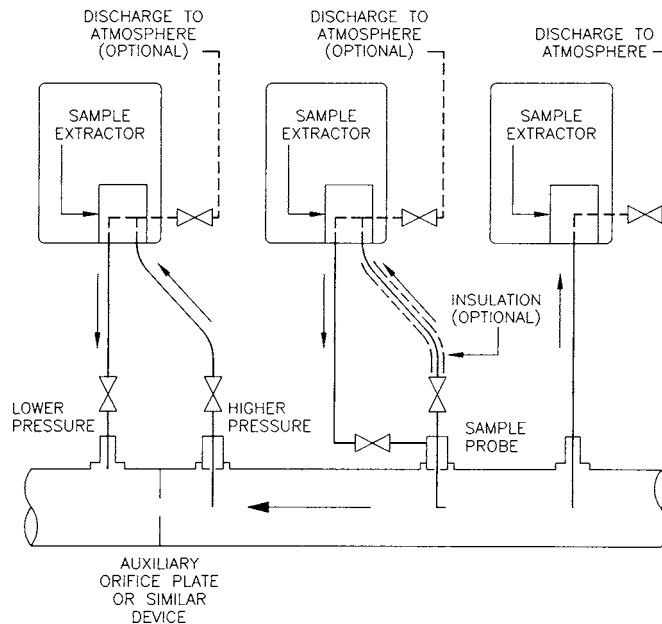 DISCHARGE TO
ATMOSPHERE
(OPTIONAL)
DISCHARGE TO
ATMOSPHERE
(OPTIONAL)
DISCHARGE TO
ATMOSPHERE
SAMPLE
EXTRACTOR
SAMPLE
EXTRACTOR
SAMPLE
EXTRACTOR
INSULATION
(OPTIONAL)
LOWER
PRESSURE
HIGHER
PRESSURE
SAMPLE
PROBE
AUXILIARY
ORIFICE PLATE
OR SIMILAR
DEVICE